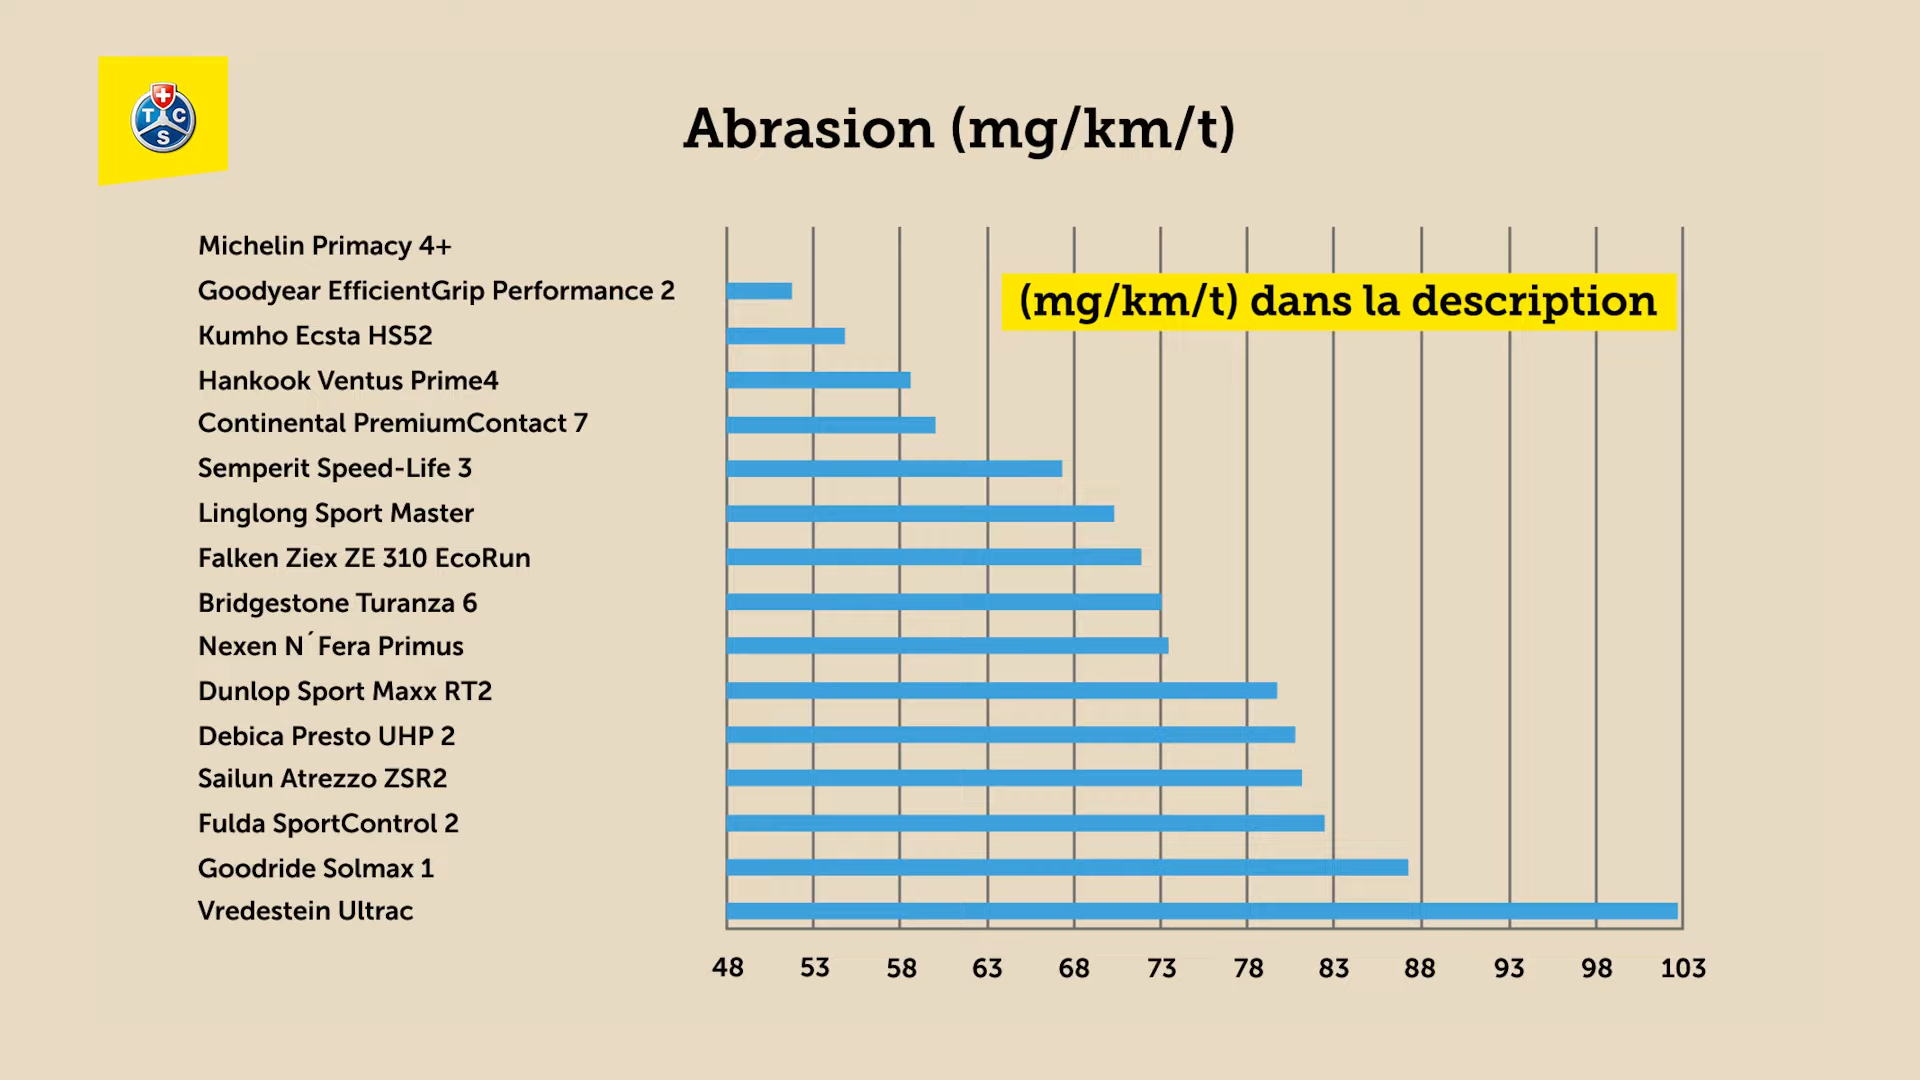 TCS
Abrasion (mg/km/t)
Michelin Primacy 4+
Goodyear EfficientGrip Performance 2
(mg/km/t) dans la description
Kumho Ecsta HS52
Hankook Ventus Prime4
Continental PremiumContact 7
Semperit Speed-Life 3
Linglong Sport Master
Falken Ziex ZE 310 EcoRun
Bridgestone Turanza 6
Nexen N´Fera Primus
Dunlop Sport Maxx RT2
Debica Presto UHP 2
Sailun Atrezzo ZSR2
Fulda SportControl 2
Goodride Solmax 1
Vredestein Ultrac
48 53 58 63 68 73 78 83 88 93 98 103